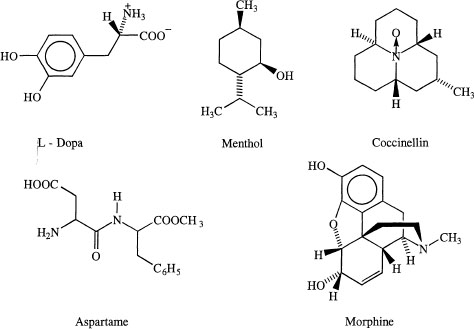 CH₃
H
N⁺H₃
COO⁻
HO
HO
OH
H₃C
CH₃
H
O
N
H
H
CH₃
L - Dopa
Menthol
Coccinellin
HOOC
H
N
H₂N
O
COOCH₃
C₆H₅
HO
O
H
HO
H
H
H
N
CH₃
Aspartame
Morphine